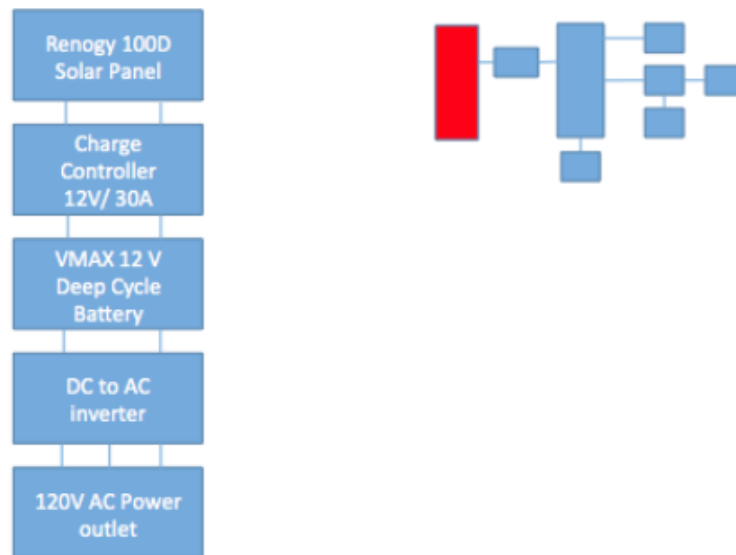 Renogy 100D
Solar Panel
Charge
Controller
12V/ 30A
VMAX 12 V
Deep Cycle
Battery
DC to AC
inverter
120V AC Power
outlet